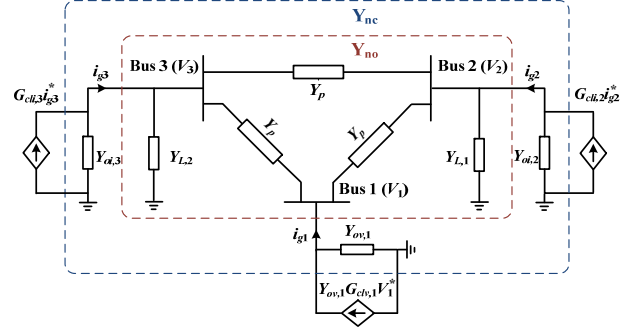 Y_nc
Y_no
Bus 3 (V_3)
Bus 2 (V_2)
Y_p
i_g3
i_g2
G_cli,3 i_g3^*
G_cli,2 i_g2^*
Y_p
Y_p
Y_oi,3
Y_L,2
Y_L,1
Y_oi,2
Bus 1 (V_1)
i_g1
Y_ov,1
Y_ov,1 G_clv,1 V_1^*